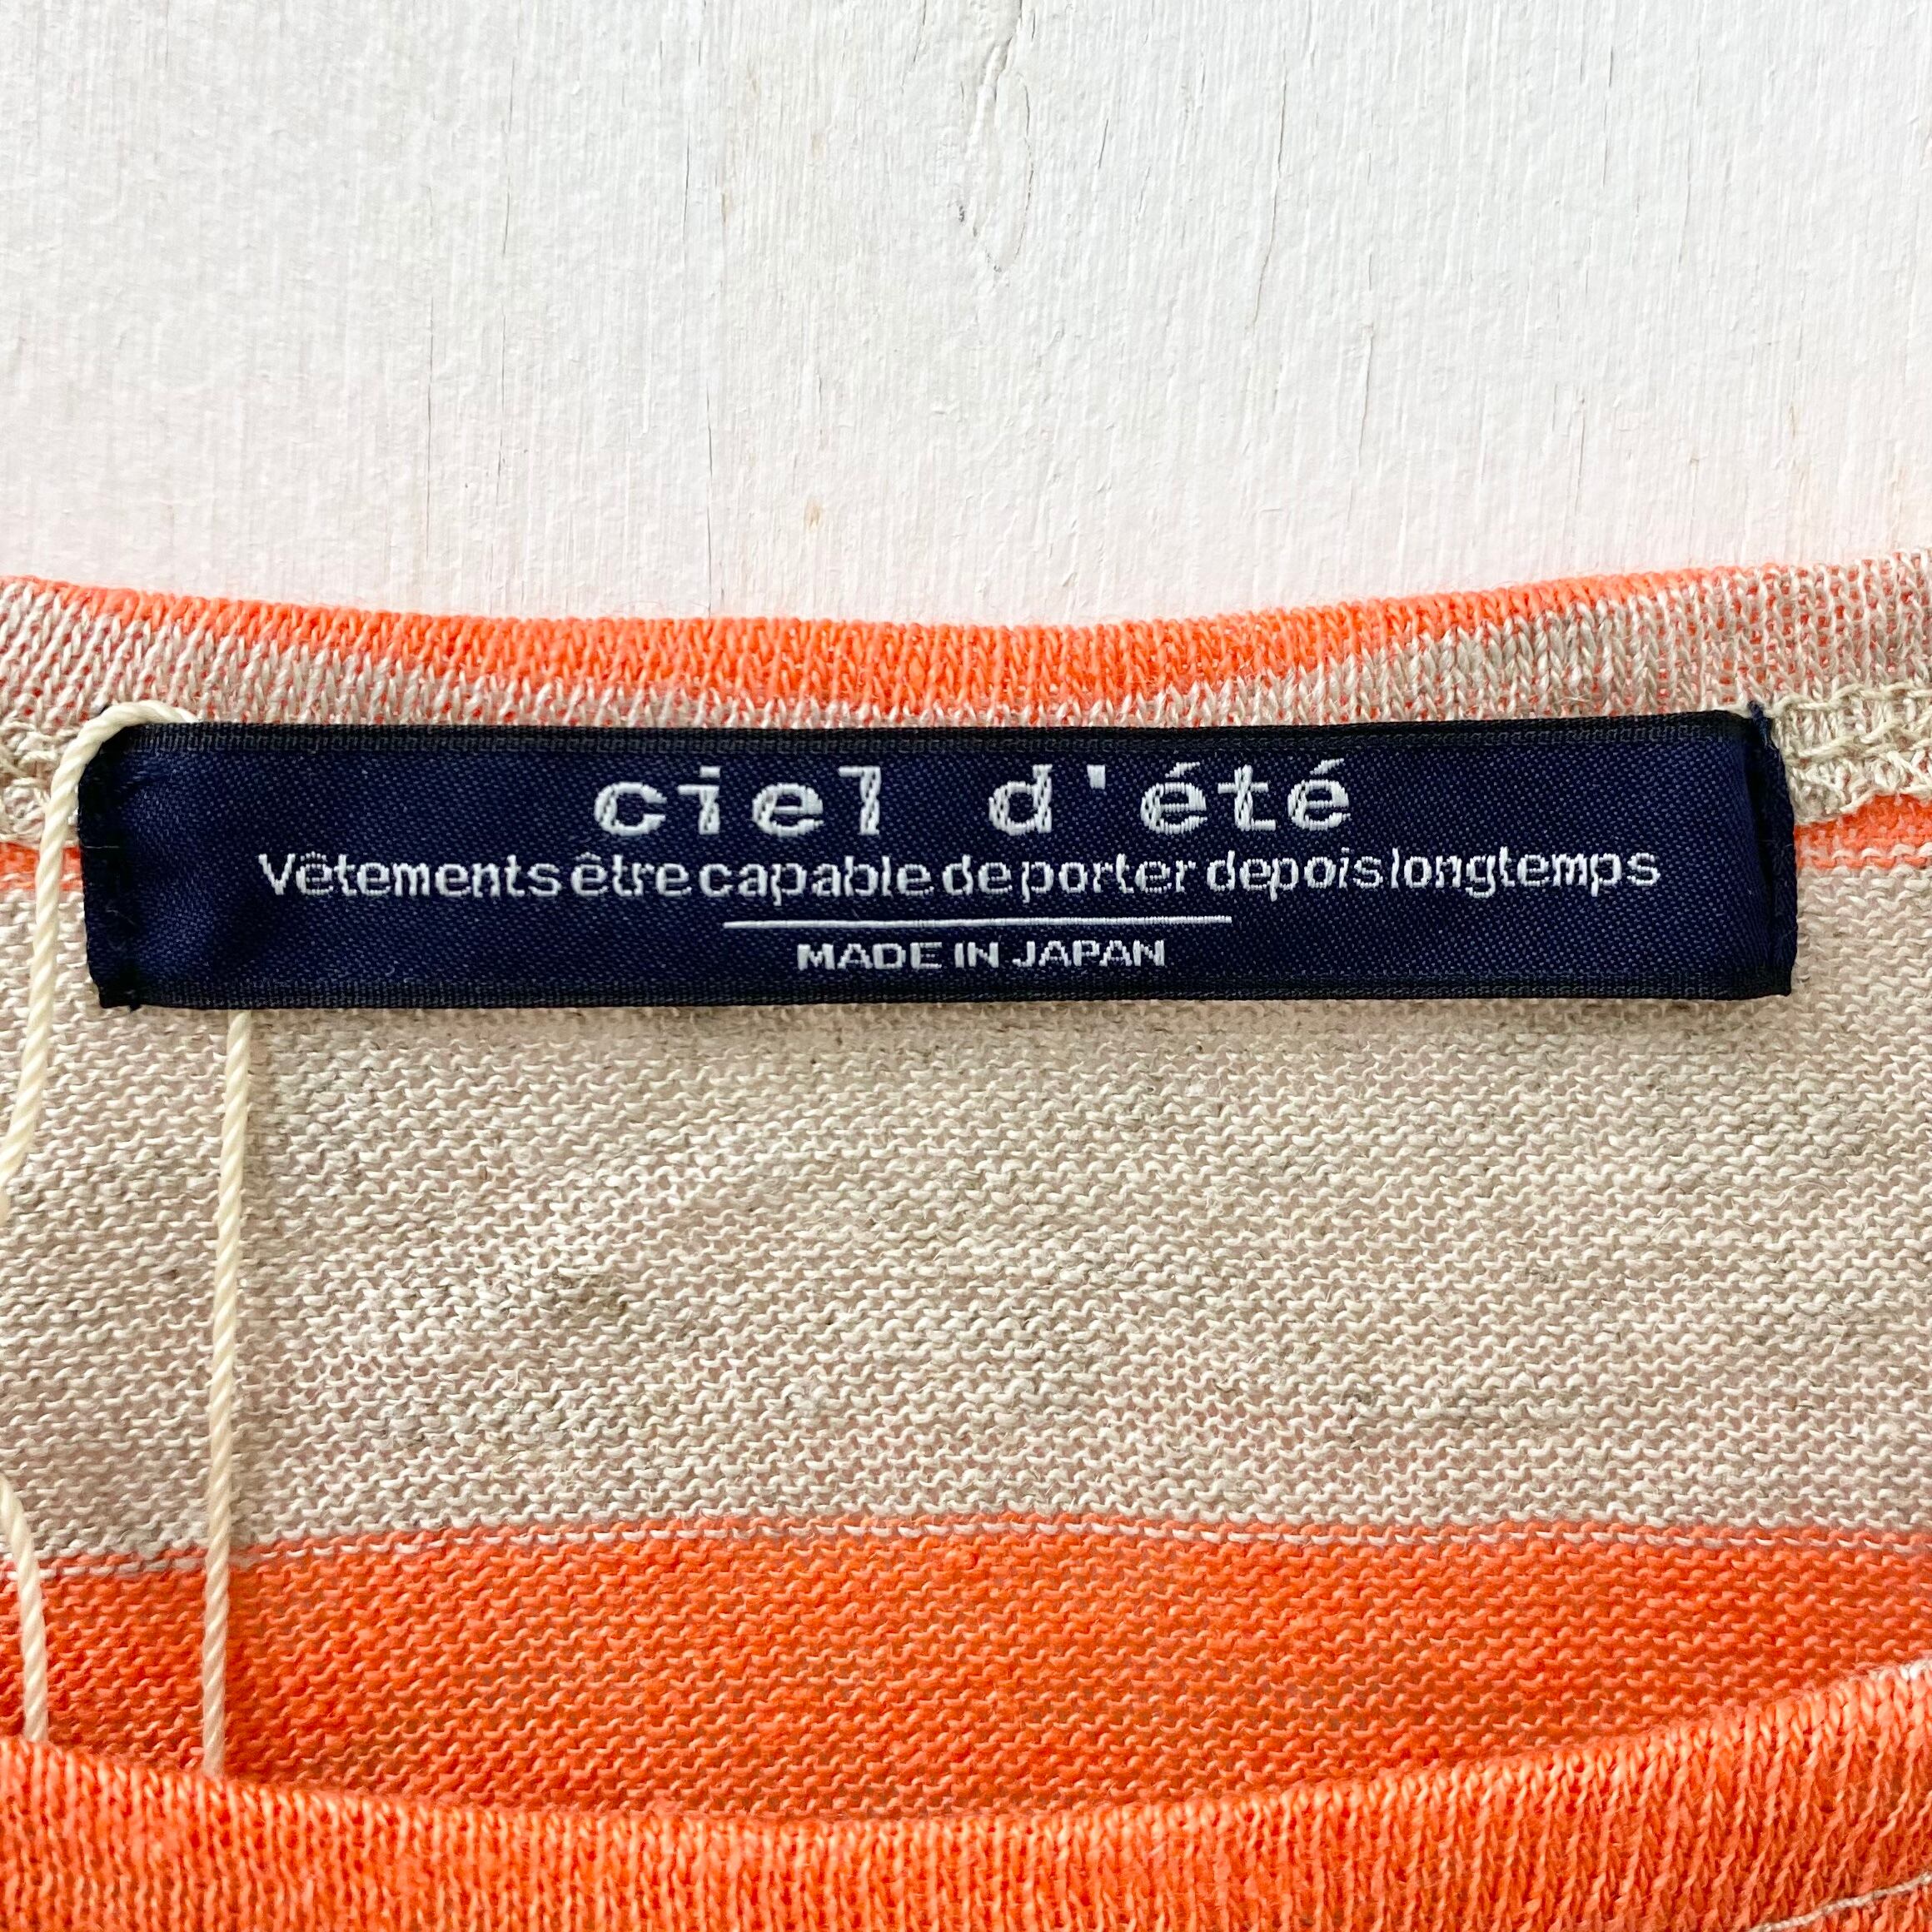 ciel d'été
Vêtements être capable de porter depois longtemps
MADE IN JAPAN